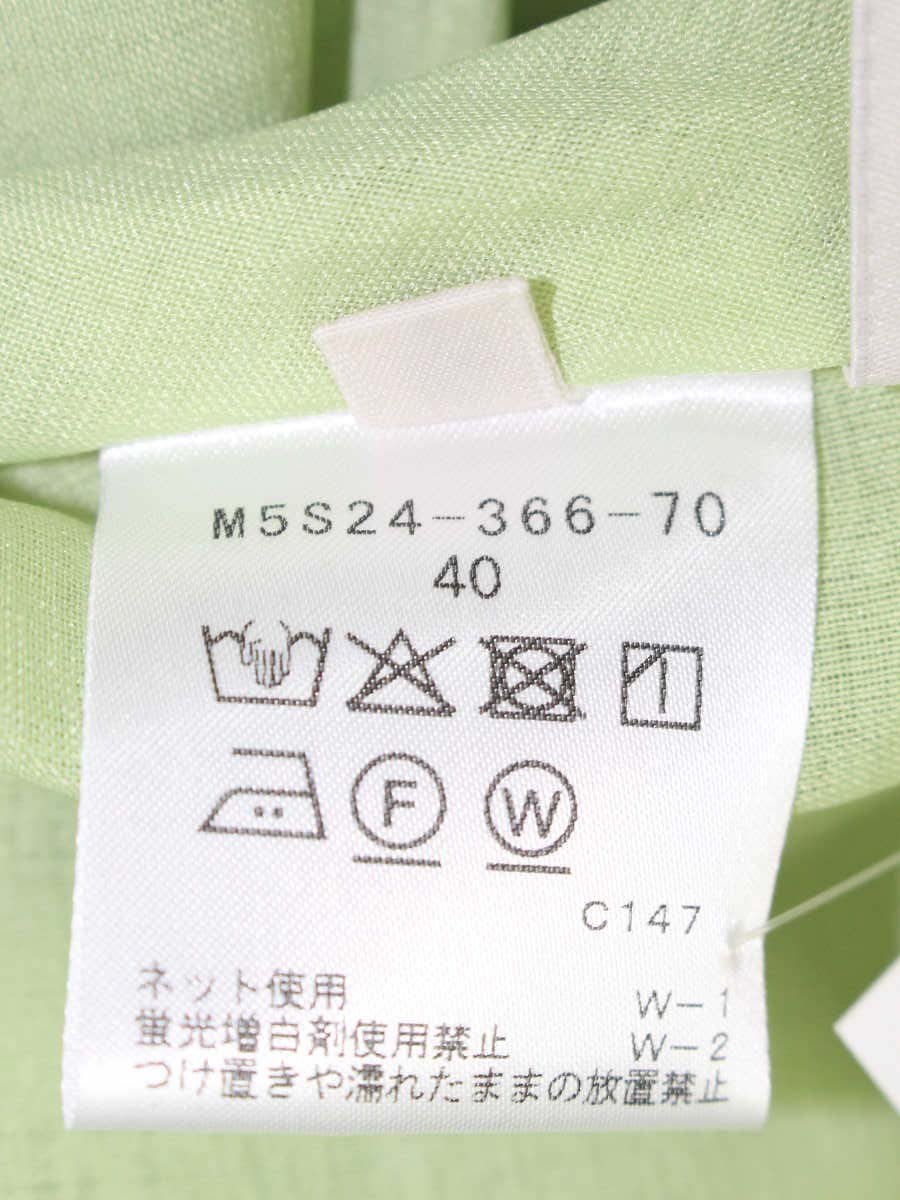 M5S24-366-70
40
F
W
C147
ネット使用 W-1
蛍光増白剤使用禁止 W-2
つけ置きや濡れたままの放置禁止